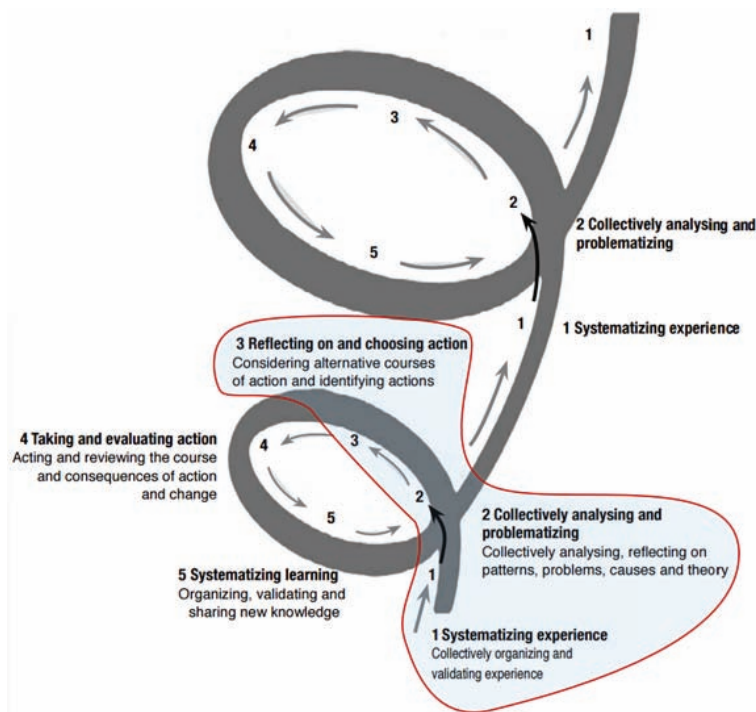 1
3
4
2
5
2 Collectively analysing and
problematizing
1
1 Systematizing experience
3 Reflecting on and choosing action
Considering alternative courses
of action and identifying actions
4 Taking and evaluating action
Acting and reviewing the course
and consequences of action
and change
4
3
2
5
2 Collectively analysing and
problematizing
Collectively analysing, reflecting on
patterns, problems, causes and theory
5 Systematizing learning
Organizing, validating and
sharing new knowledge
1
1 Systematizing experience
Collectively organizing and
validating experience